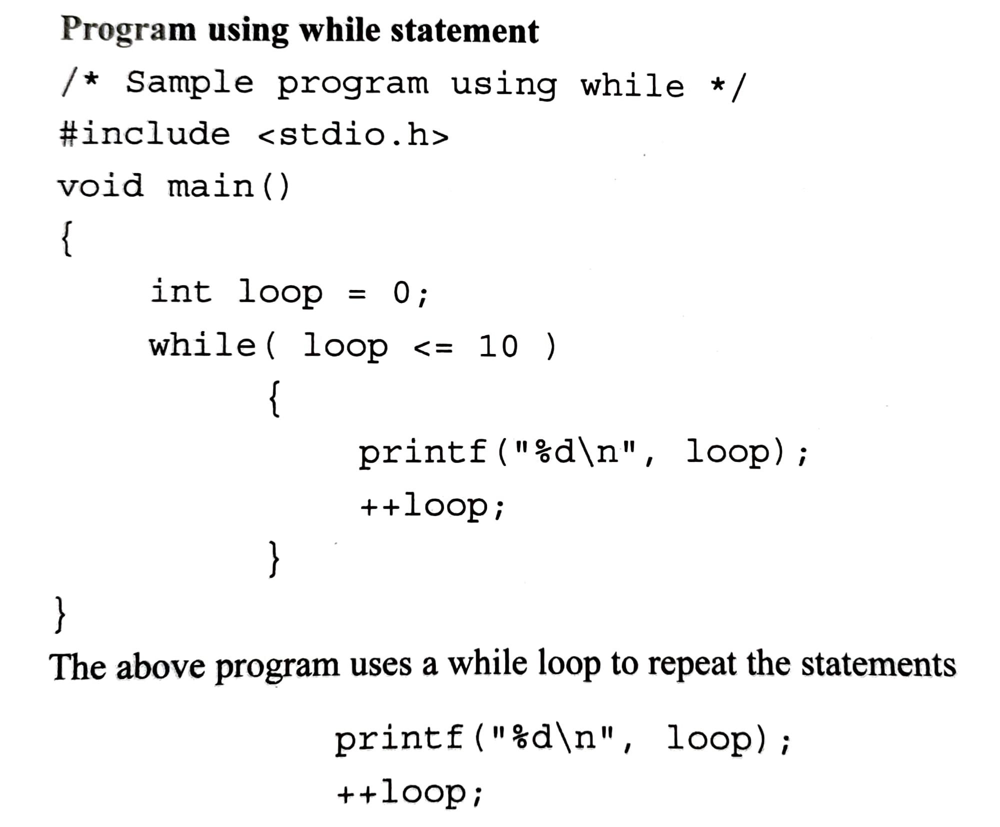 Program using while statement
/* Sample program using while */
#include <stdio.h>
void main()
{
int loop = 0;
while( loop <= 10 )
{
printf("%d\n", loop);
++loop;
}
}
The above program uses a while loop to repeat the statements
printf("%d\n", loop);
++loop;